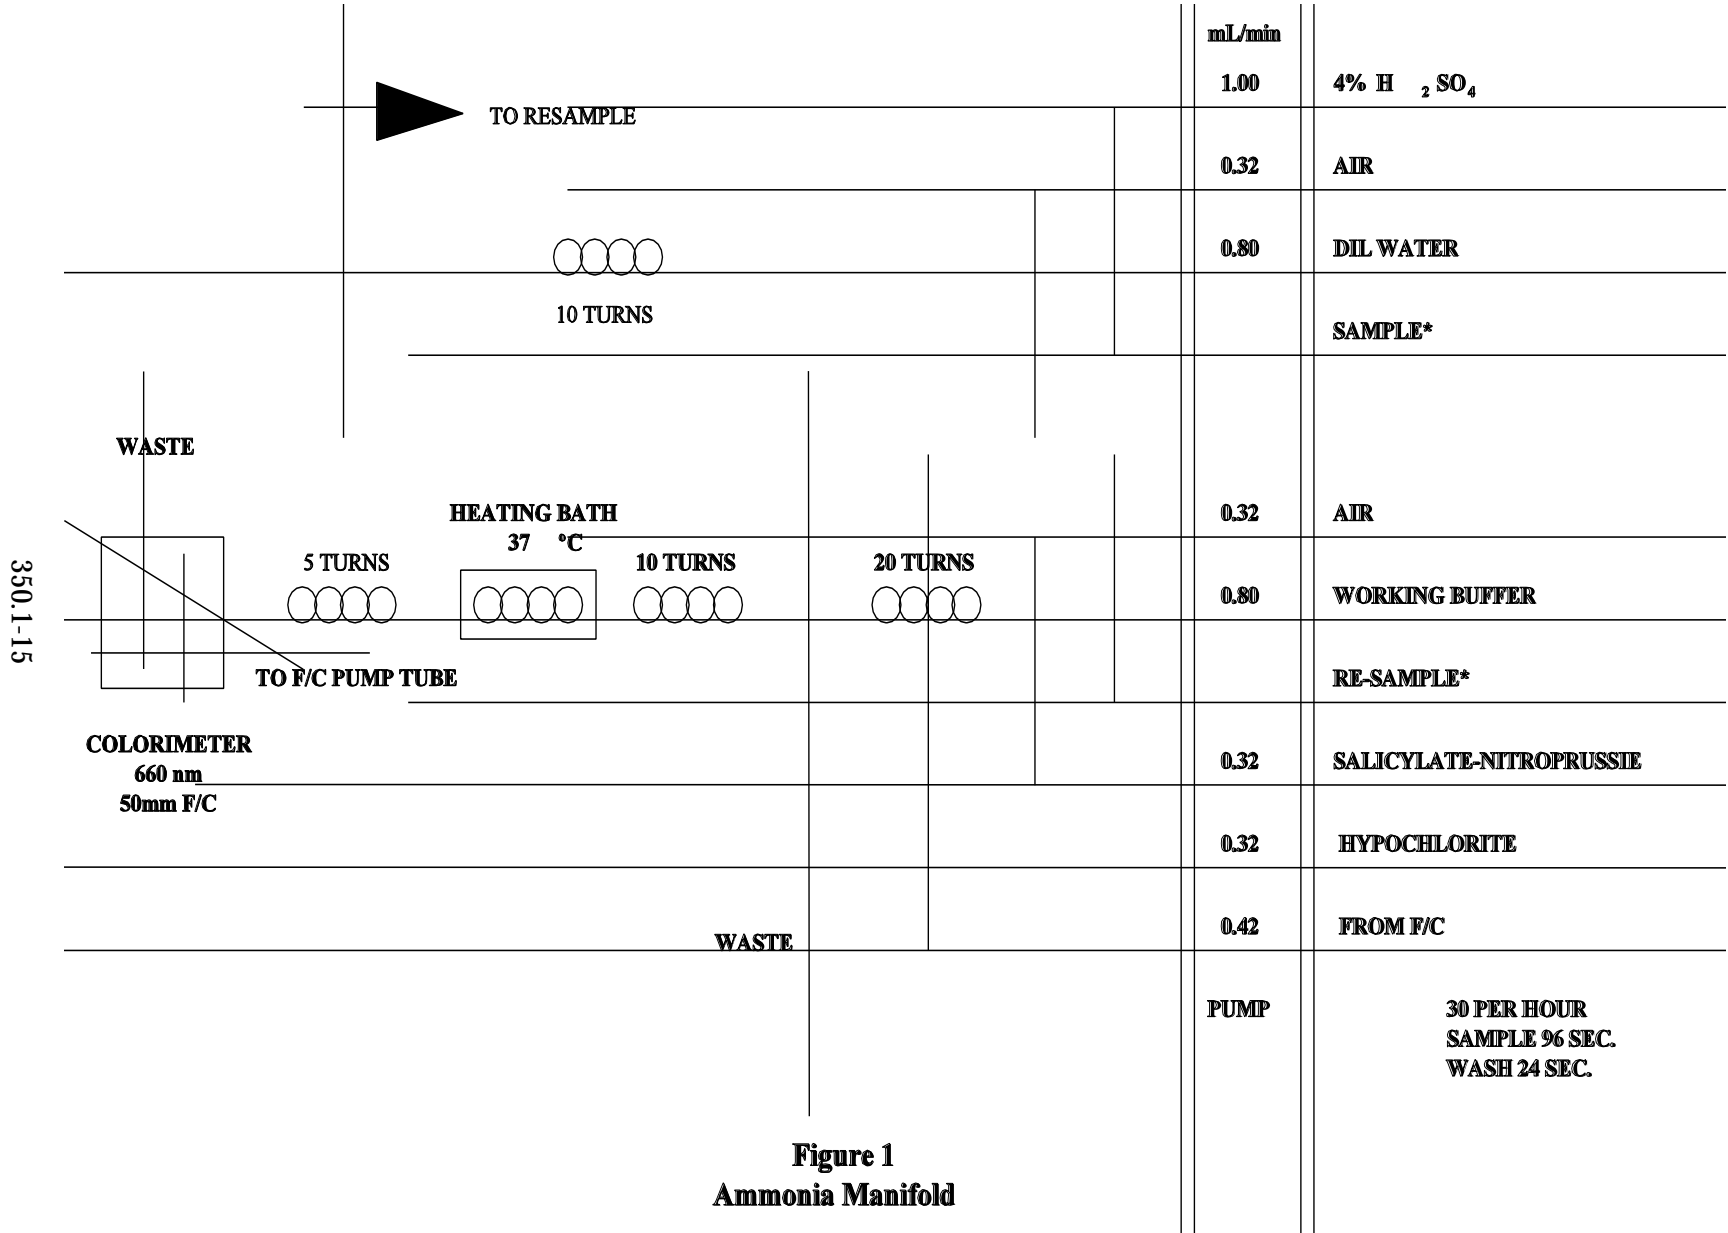 mL/min
1.00 4% H2SO4
TO RESAMPLE
0.32 AIR
0.80 DIL WATER
10 TURNS
SAMPLE*
WASTE
HEATING BATH
37 °C
0.32 AIR
5 TURNS
10 TURNS
20 TURNS
0.80 WORKING BUFFER
TO F/C PUMP TUBE
RE-SAMPLE*
COLORIMETER
660 nm
50mm F/C
0.32 SALICYLATE-NITROPRUSSIE
0.32 HYPOCHLORITE
0.42 FROM F/C
WASTE
PUMP
30 PER HOUR
SAMPLE 96 SEC.
WASH 24 SEC.
Figure 1
Ammonia Manifold
350.1-15